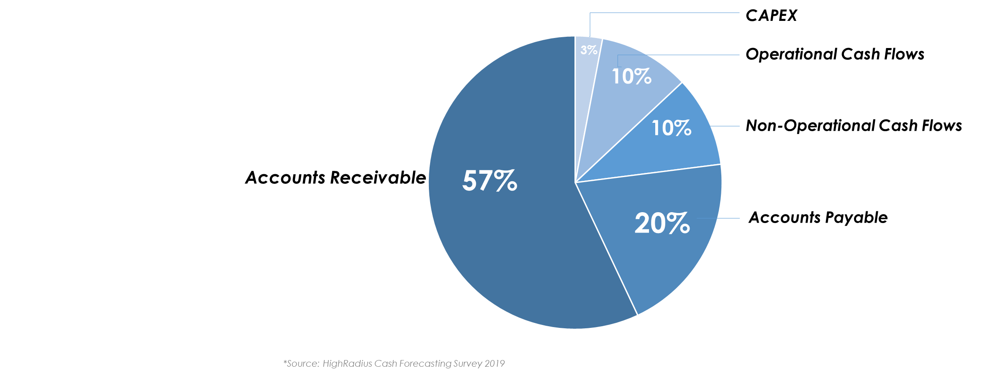 CAPEX
3%
Operational Cash Flows
10%
Non-Operational Cash Flows
10%
Accounts Receivable
57%
Accounts Payable
20%
*Source: HighRadius Cash Forecasting Survey 2019